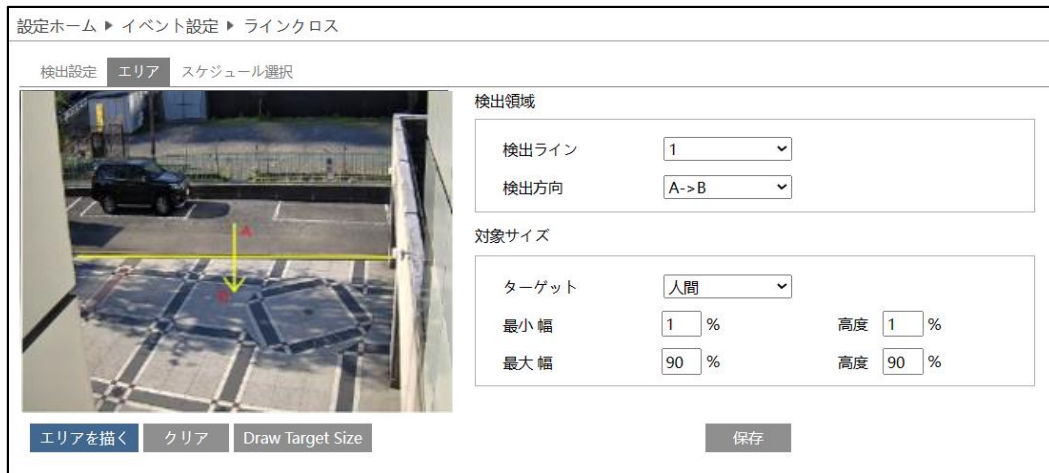 設定ホーム ▶ イベント設定 ▶ ラインクロス
検出設定 エリア スケジュール選択
検出領域
検出ライン 1
検出方向 A->B
対象サイズ
ターゲット 人間
最小 幅 1 % 高度 1 %
最大 幅 90 % 高度 90 %
A
B
エリアを描く クリア Draw Target Size 保存